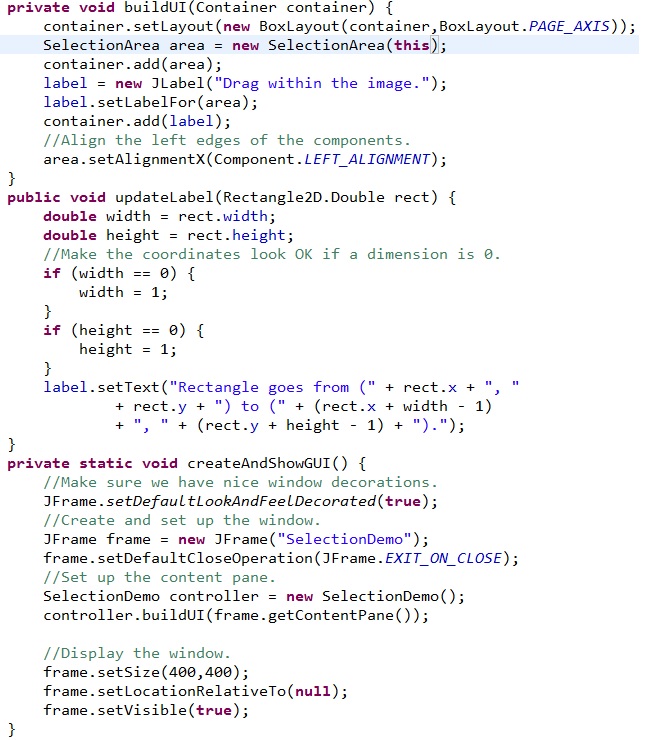 private void buildUI(Container container) {
    container.setLayout(new BoxLayout(container,BoxLayout.PAGE_AXIS));
    SelectionArea area = new SelectionArea(this);
    container.add(area);
    label = new JLabel("Drag within the image.");
    label.setLabelFor(area);
    container.add(label);
    //Align the left edges of the components.
    area.setAlignmentX(Component.LEFT_ALIGNMENT);
}
public void updateLabel(Rectangle2D.Double rect) {
    double width = rect.width;
    double height = rect.height;
    //Make the coordinates look OK if a dimension is 0.
    if (width == 0) {
        width = 1;
    }
    if (height == 0) {
        height = 1;
    }
    label.setText("Rectangle goes from (" + rect.x + ", "
            + rect.y + ") to (" + (rect.x + width - 1)
            + ", " + (rect.y + height - 1) + ").");
}
private static void createAndShowGUI() {
    //Make sure we have nice window decorations.
    JFrame.setDefaultLookAndFeelDecorated(true);
    //Create and set up the window.
    JFrame frame = new JFrame("SelectionDemo");
    frame.setDefaultCloseOperation(JFrame.EXIT_ON_CLOSE);
    //Set up the content pane.
    SelectionDemo controller = new SelectionDemo();
    controller.buildUI(frame.getContentPane());

    //Display the window.
    frame.setSize(400,400);
    frame.setLocationRelativeTo(null);
    frame.setVisible(true);
}